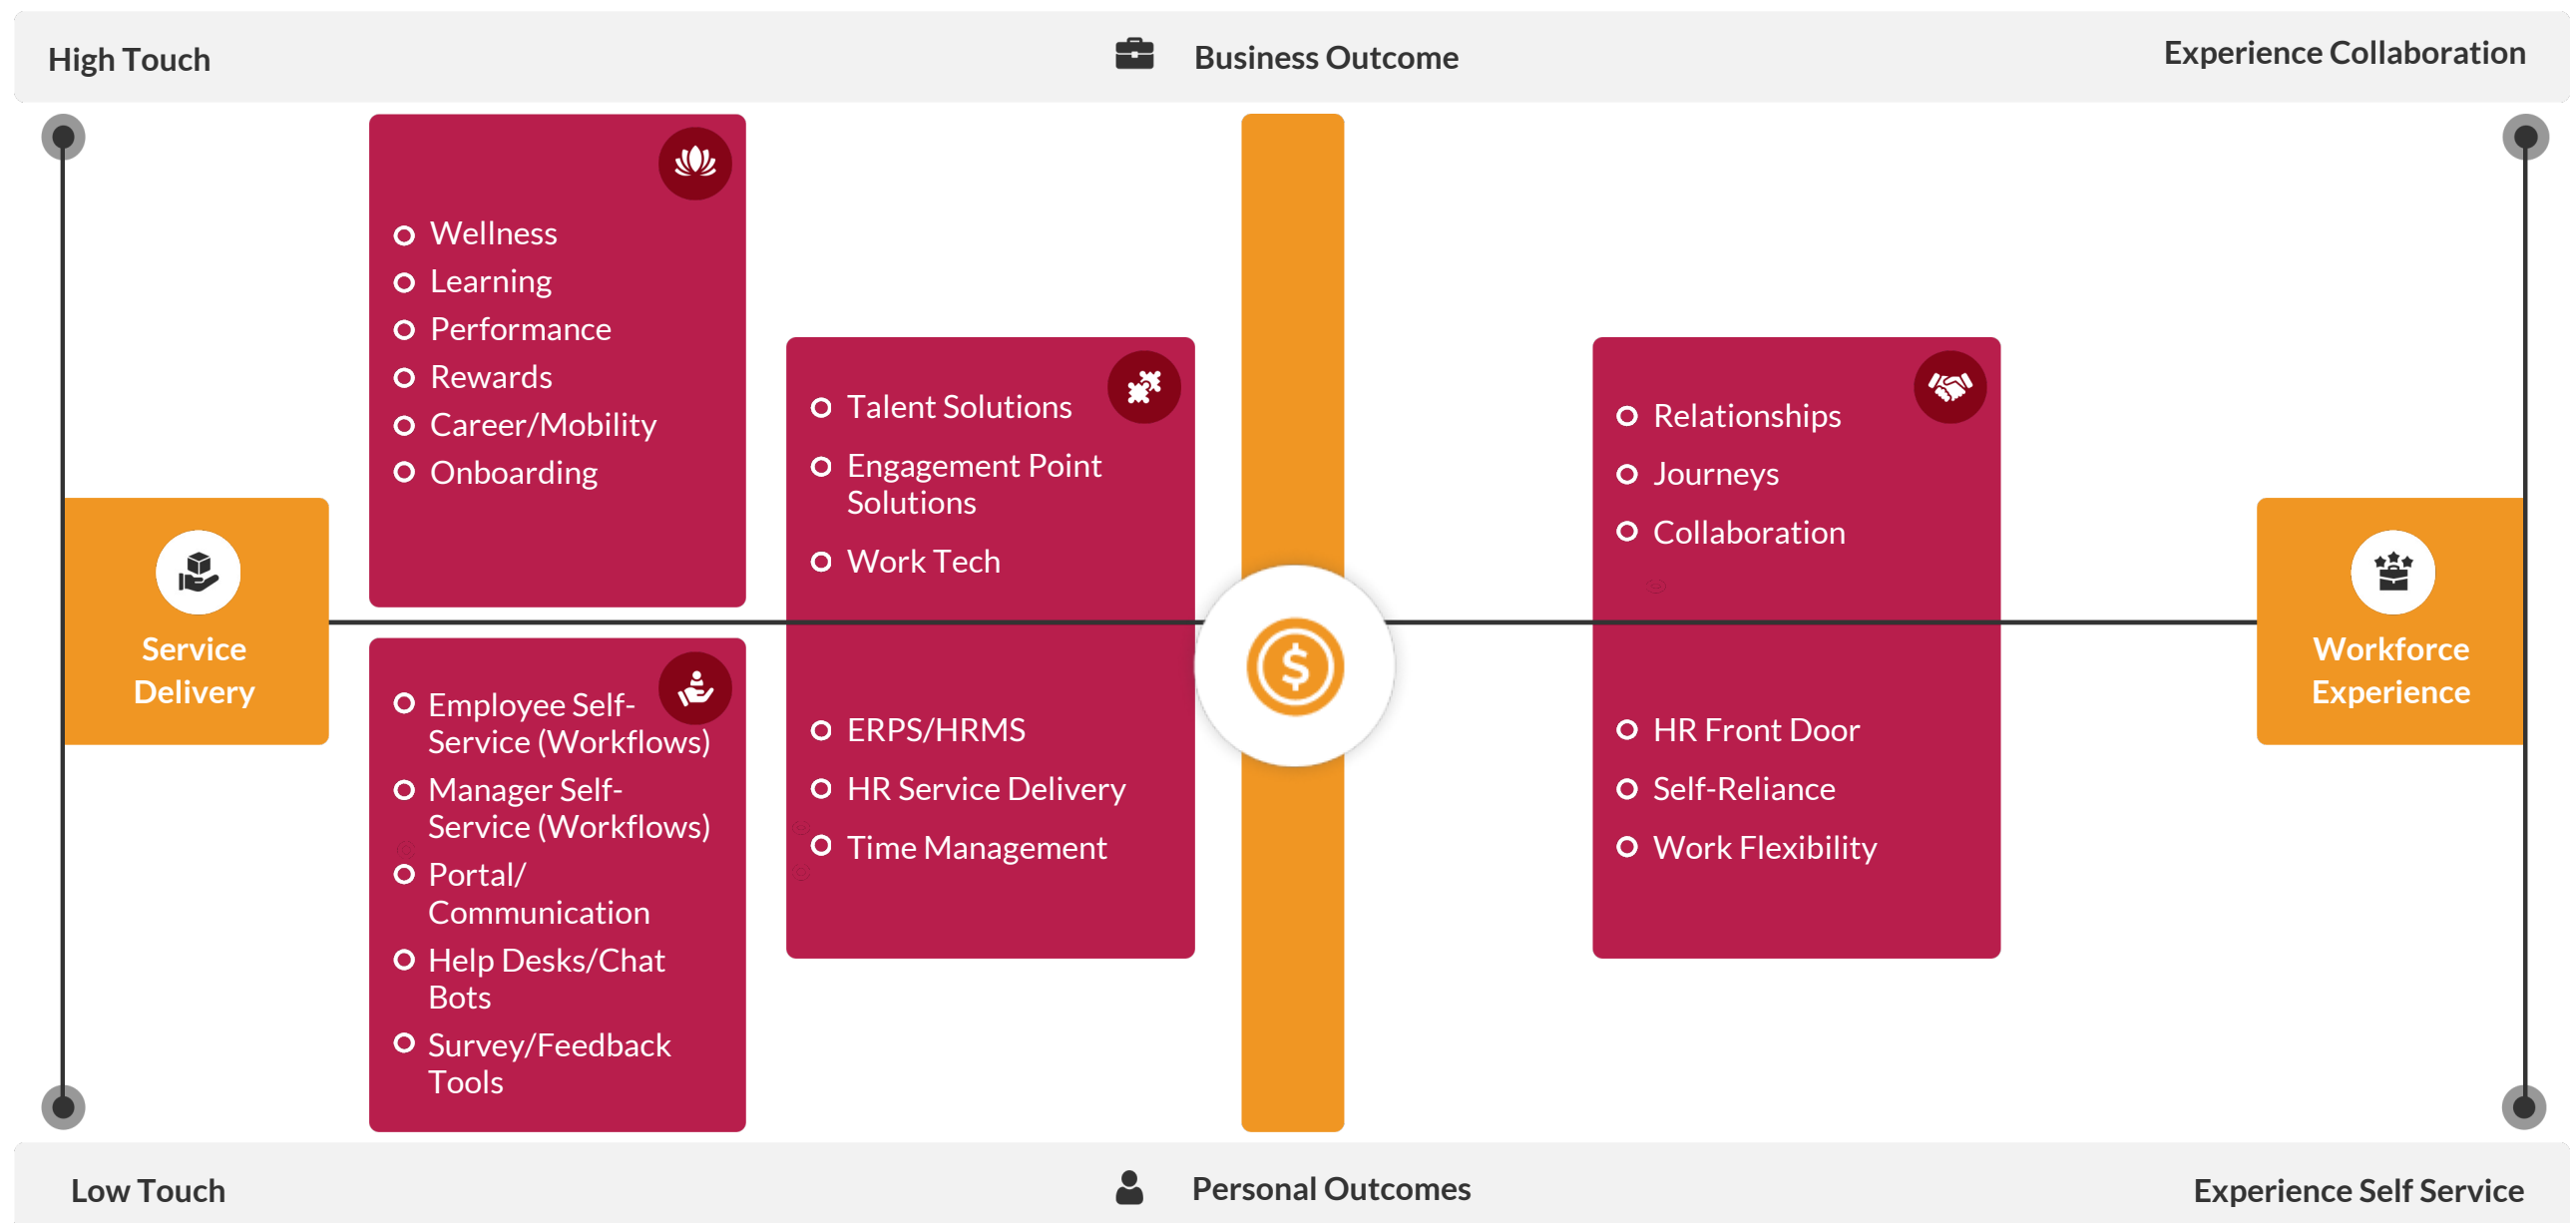 High Touch
Business Outcome
Experience Collaboration
Wellness
Learning
Performance
Rewards
Career/Mobility
Onboarding
Talent Solutions
Engagement Point
Solutions
Work Tech
Relationships
Journeys
Collaboration
Service
Delivery
$
Workforce
Experience
Employee Self-
Service (Workflows)
Manager Self-
Service (Workflows)
Portal/
Communication
Help Desks/Chat
Bots
Survey/Feedback
Tools
ERPS/HRMS
HR Service Delivery
Time Management
HR Front Door
Self-Reliance
Work Flexibility
Low Touch
Personal Outcomes
Experience Self Service